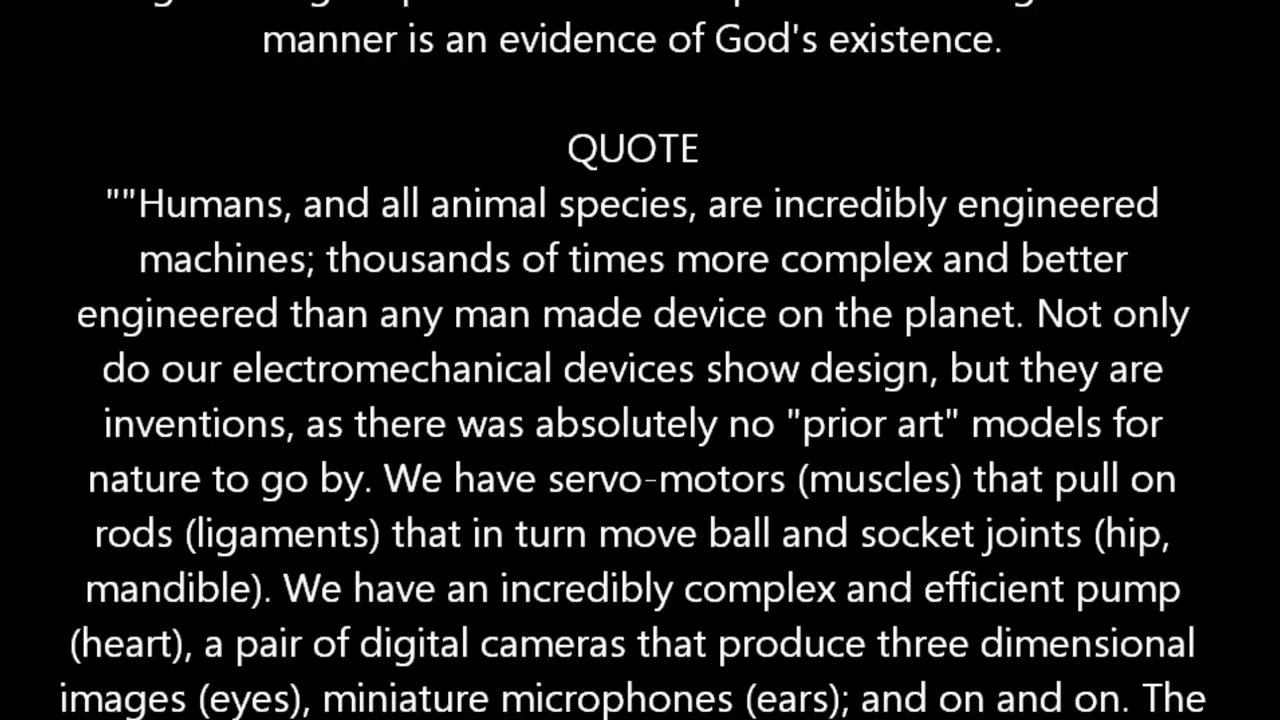 manner is an evidence of God's existence.
QUOTE
""Humans, and all animal species, are incredibly engineered
machines; thousands of times more complex and better
engineered than any man made device on the planet. Not only
do our electromechanical devices show design, but they are
inventions, as there was absolutely no "prior art" models for
nature to go by. We have servo-motors (muscles) that pull on
rods (ligaments) that in turn move ball and socket joints (hip,
mandible). We have an incredibly complex and efficient pump
(heart), a pair of digital cameras that produce three dimensional
images (eyes), miniature microphones (ears); and on and on. The